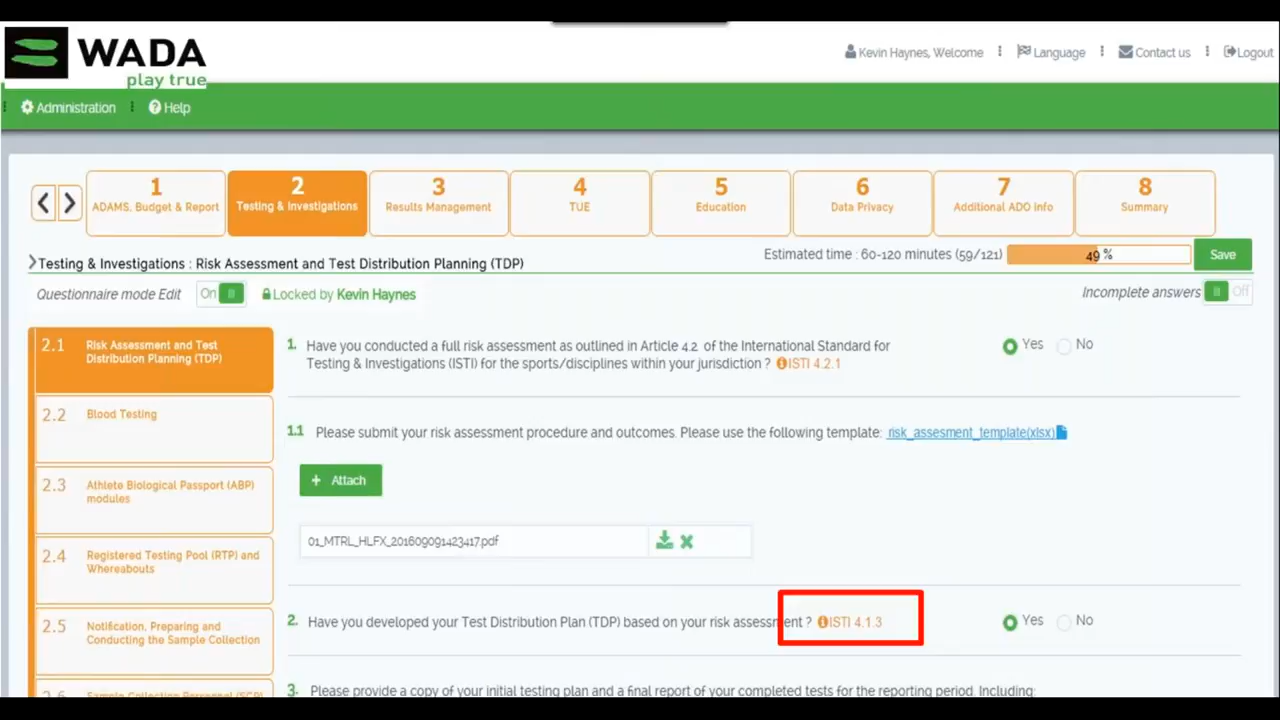 WADA
play true
Kevin Haynes, Welcome
Language
Contact us
Logout
Administration
Help
1
ADAMS, Budget & Report
2
Testing & Investigations
3
Results Management
4
TUE
5
Education
6
Data Privacy
7
Additional ADO Info
8
Summary
Testing & Investigations : Risk Assessment and Test Distribution Planning (TDP)
Estimated time : 60-120 minutes (59/121)
49 %
Save
Questionnaire mode Edit
On
Locked by Kevin Haynes
Incomplete answers
Off
2.1 Risk Assessment and Test
Distribution Planning (TDP)
2.2 Blood Testing
2.3 Athlete Biological Passport (ABP)
modules
2.4 Registered Testing Pool (RTP) and
Whereabouts
2.5 Notification, Preparing and
Conducting the Sample Collection
2.6 Sample Collection Personnel (SCP)
1. Have you conducted a full risk assessment as outlined in Article 4.2 of the International Standard for
Testing & Investigations (ISTI) for the sports/disciplines within your jurisdiction ? ISTI 4.2.1
Yes No
1.1 Please submit your risk assessment procedure and outcomes. Please use the following template: risk_assesment_template(xlsx)
+ Attach
01_MTRL_HLFX_201609091423417.pdf
2. Have you developed your Test Distribution Plan (TDP) based on your risk assessment ? ISTI 4.1.3
Yes No
3. Please provide a copy of your initial testing plan and a final report of your completed tests for the reporting period. Including: